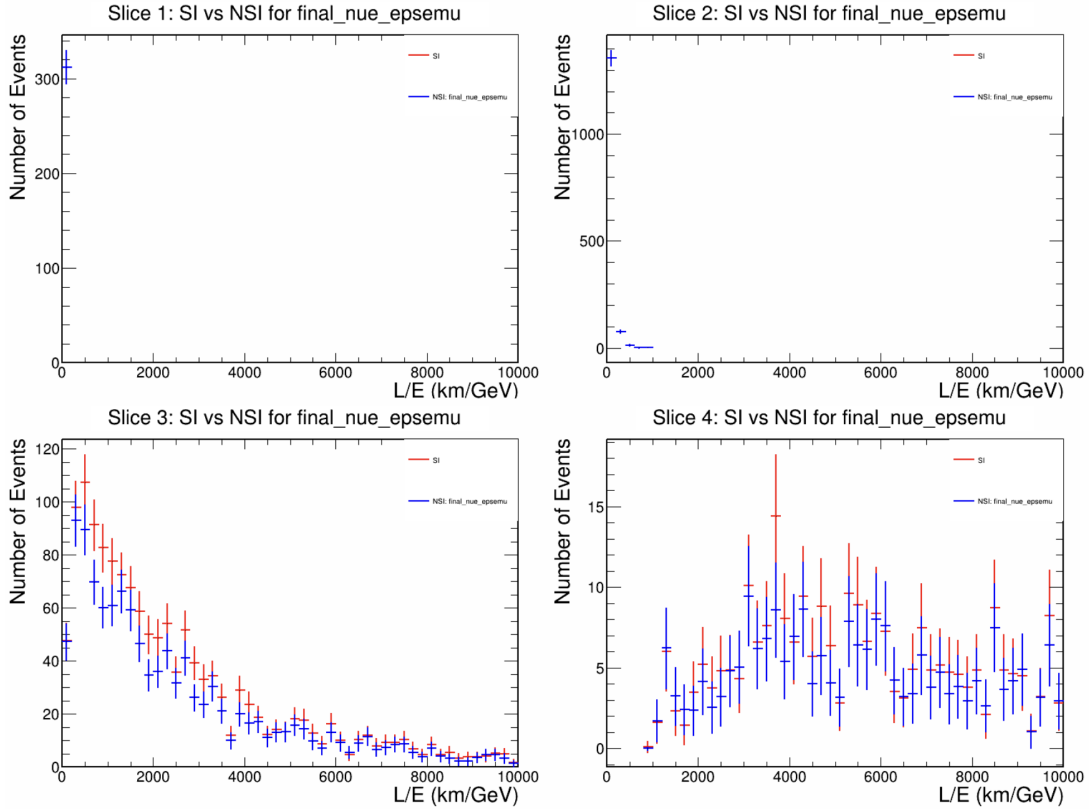 Slice 1: SI vs NSI for final_nue_epsemu
Number of Events
300
200
100
0
SI
NSI: final_nue_epsemu
0 2000 4000 6000 8000 10000
L/E (km/GeV)
Slice 2: SI vs NSI for final_nue_epsemu
Number of Events
1000
500
0
SI
NSI: final_nue_epsemu
0 2000 4000 6000 8000 10000
L/E (km/GeV)
Slice 3: SI vs NSI for final_nue_epsemu
Number of Events
120
100
80
60
40
20
0
SI
NSI: final_nue_epsemu
0 2000 4000 6000 8000 10000
L/E (km/GeV)
Slice 4: SI vs NSI for final_nue_epsemu
Number of Events
15
10
5
0
SI
NSI: final_nue_epsemu
0 2000 4000 6000 8000 10000
L/E (km/GeV)